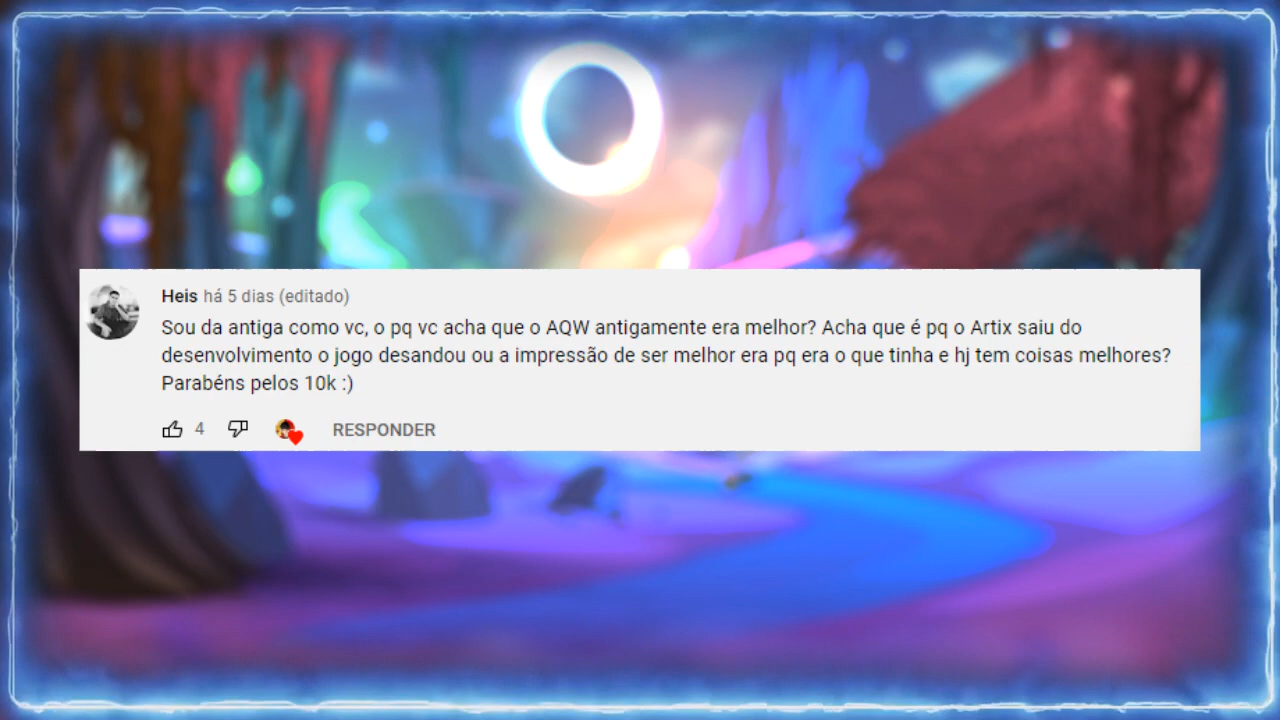 Heis há 5 dias (editado)
Sou da antiga como vc, o pq vc acha que o AQW antigamente era melhor? Acha que é pq o Artix saiu do
desenvolvimento o jogo desandou ou a impressão de ser melhor era pq era o que tinha e hj tem coisas melhores?
Parabéns pelos 10k :)
4 RESPONDER